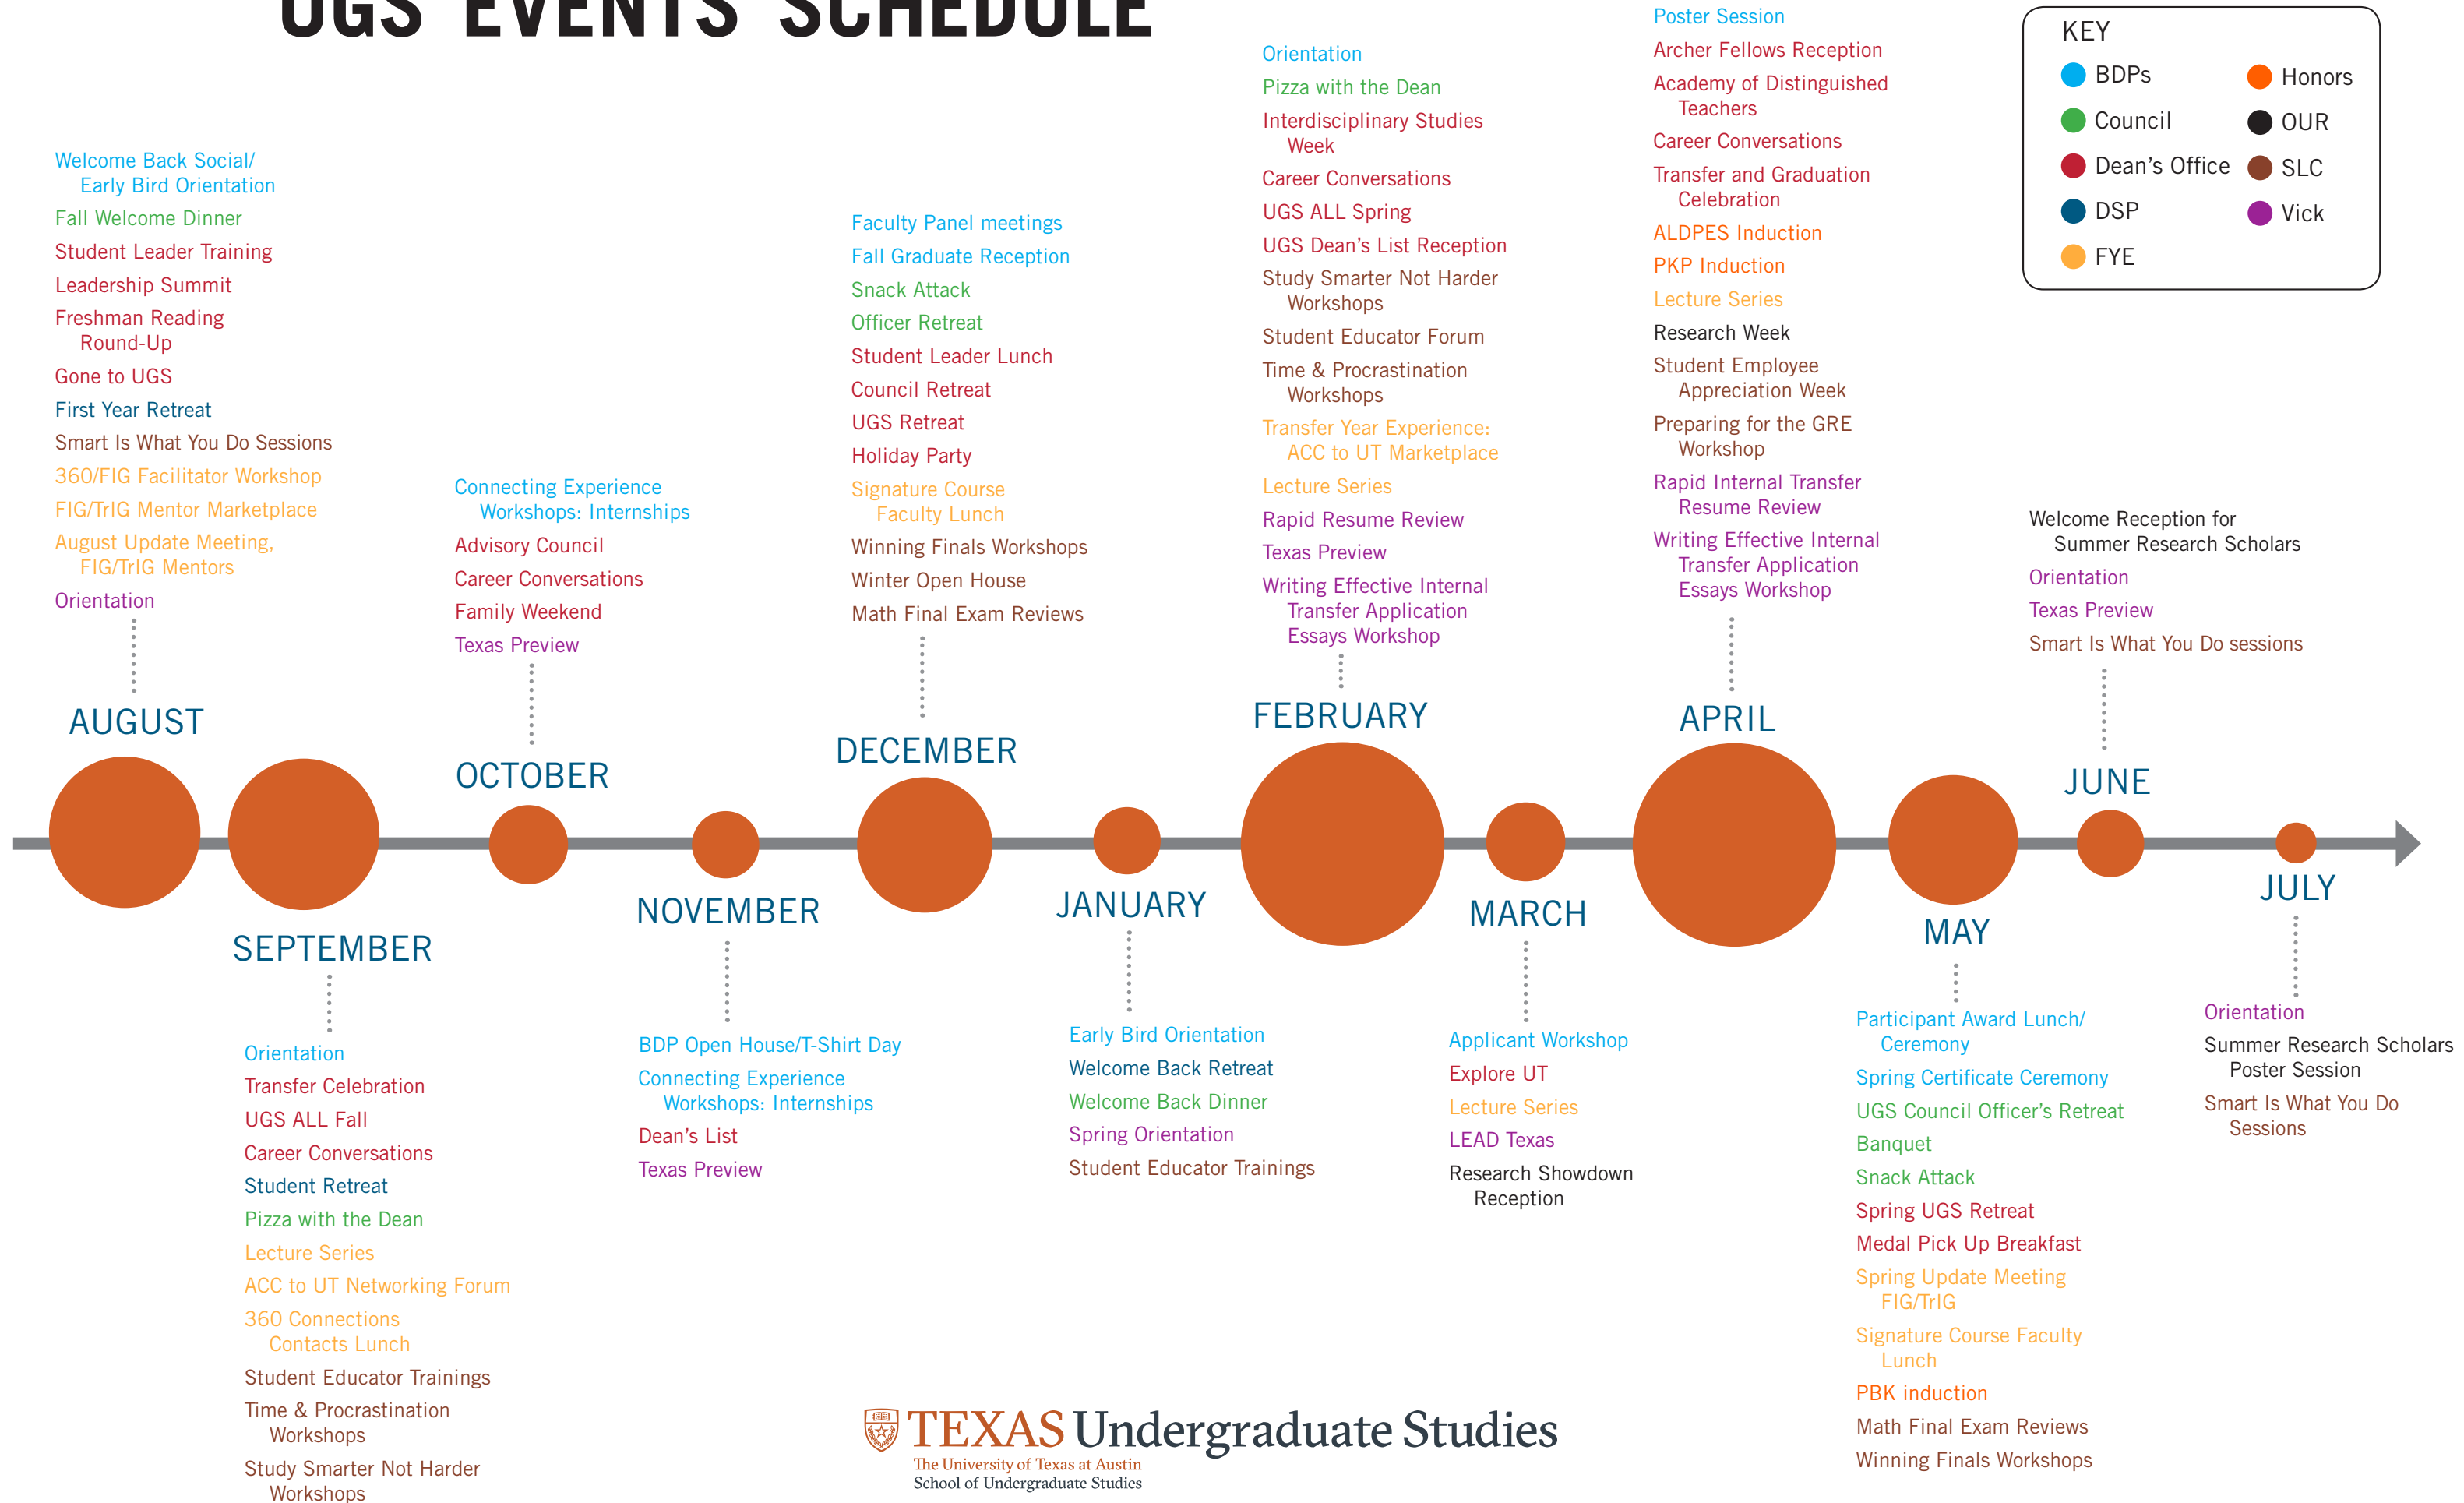 UGS EVENTS SCHEDULE
KEY
BDPs
Council
Dean's Office
DSP
FYE
Honors
OUR
SLC
Vick
Welcome Back Social/
Early Bird Orientation
Fall Welcome Dinner
Student Leader Training
Leadership Summit
Freshman Reading
Round-Up
Gone to UGS
First Year Retreat
Smart Is What You Do Sessions
360/FIG Facilitator Workshop
FIG/TrIG Mentor Marketplace
August Update Meeting,
FIG/TrIG Mentors
Orientation
AUGUST
SEPTEMBER
Orientation
Transfer Celebration
UGS ALL Fall
Career Conversations
Student Retreat
Pizza with the Dean
Lecture Series
ACC to UT Networking Forum
360 Connections
Contacts Lunch
Student Educator Trainings
Time & Procrastination
Workshops
Study Smarter Not Harder
Workshops
Connecting Experience
Workshops: Internships
Advisory Council
Career Conversations
Family Weekend
Texas Preview
OCTOBER
NOVEMBER
BDP Open House/T-Shirt Day
Connecting Experience
Workshops: Internships
Dean's List
Texas Preview
Faculty Panel meetings
Fall Graduate Reception
Snack Attack
Officer Retreat
Student Leader Lunch
Council Retreat
UGS Retreat
Holiday Party
Signature Course
Faculty Lunch
Winning Finals Workshops
Winter Open House
Math Final Exam Reviews
DECEMBER
JANUARY
Early Bird Orientation
Welcome Back Retreat
Welcome Back Dinner
Spring Orientation
Student Educator Trainings
Orientation
Pizza with the Dean
Interdisciplinary Studies
Week
Career Conversations
UGS ALL Spring
UGS Dean's List Reception
Study Smarter Not Harder
Workshops
Student Educator Forum
Time & Procrastination
Workshops
Transfer Year Experience:
ACC to UT Marketplace
Lecture Series
Rapid Resume Review
Texas Preview
Writing Effective Internal
Transfer Application
Essays Workshop
FEBRUARY
MARCH
Applicant Workshop
Explore UT
Lecture Series
LEAD Texas
Research Showdown
Reception
Poster Session
Archer Fellows Reception
Academy of Distinguished
Teachers
Career Conversations
Transfer and Graduation
Celebration
ALDPES Induction
PKP Induction
Lecture Series
Research Week
Student Employee
Appreciation Week
Preparing for the GRE
Workshop
Rapid Internal Transfer
Resume Review
Writing Effective Internal
Transfer Application
Essays Workshop
APRIL
MAY
Participant Award Lunch/
Ceremony
Spring Certificate Ceremony
UGS Council Officer's Retreat
Banquet
Snack Attack
Spring UGS Retreat
Medal Pick Up Breakfast
Spring Update Meeting
FIG/TrIG
Signature Course Faculty
Lunch
PBK induction
Math Final Exam Reviews
Winning Finals Workshops
Welcome Reception for
Summer Research Scholars
Orientation
Texas Preview
Smart Is What You Do sessions
JUNE
JULY
Orientation
Summer Research Scholars
Poster Session
Smart Is What You Do
Sessions
TEXAS Undergraduate Studies
The University of Texas at Austin
School of Undergraduate Studies